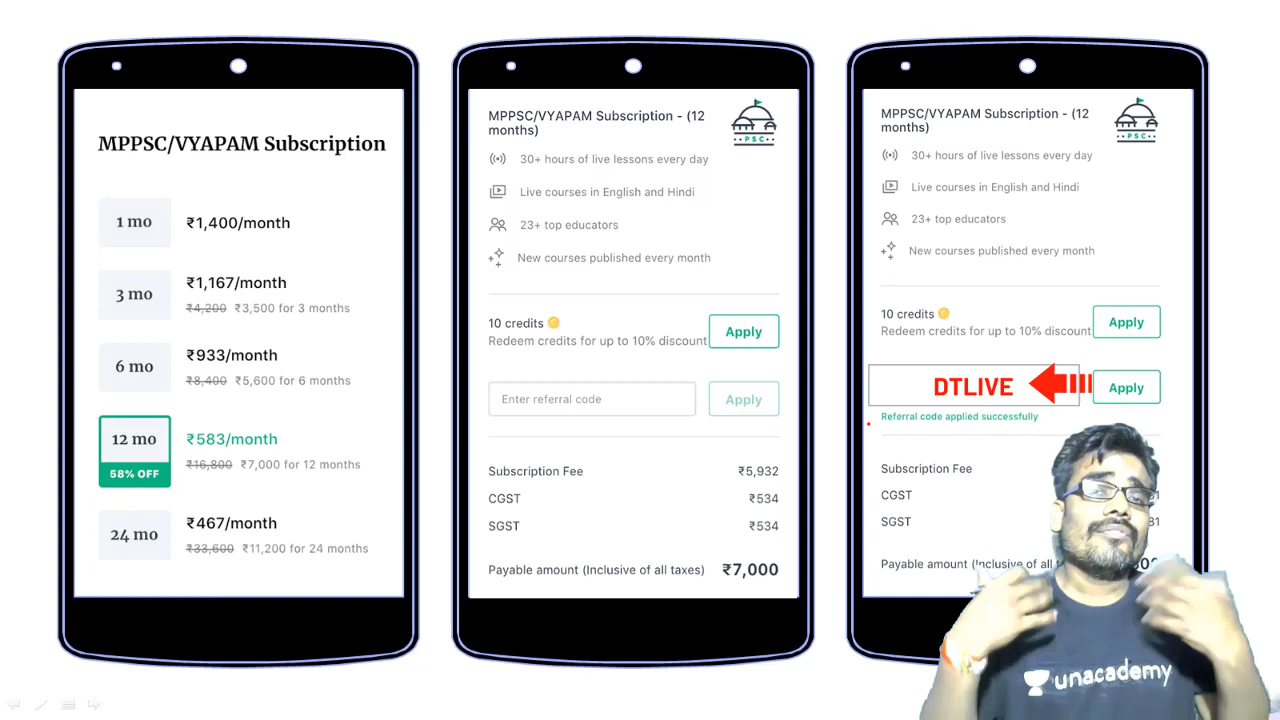 MPPSC/VYAPAM Subscription
1 mo
₹1,400/month
3 mo
₹1,167/month
₹4,200 ₹3,500 for 3 months
6 mo
₹933/month
₹8,400 ₹5,600 for 6 months
12 mo
58% OFF
₹583/month
₹16,800 ₹7,000 for 12 months
24 mo
₹467/month
₹33,600 ₹11,200 for 24 months
MPPSC/VYAPAM Subscription - (12
months)
PSC
30+ hours of live lessons every day
Live courses in English and Hindi
23+ top educators
New courses published every month
10 credits
Redeem credits for up to 10% discount
Apply
Enter referral code
Apply
Subscription Fee ₹5,932
CGST ₹534
SGST ₹534
Payable amount (Inclusive of all taxes) ₹7,000
MPPSC/VYAPAM Subscription - (12
months)
PSC
30+ hours of live lessons every day
Live courses in English and Hindi
23+ top educators
New courses published every month
10 credits
Redeem credits for up to 10% discount
Apply
DTLIVE
Apply
Referral code applied successfully
Subscription Fee
CGST
SGST
Payable amount (Inclusive of all
unacademy